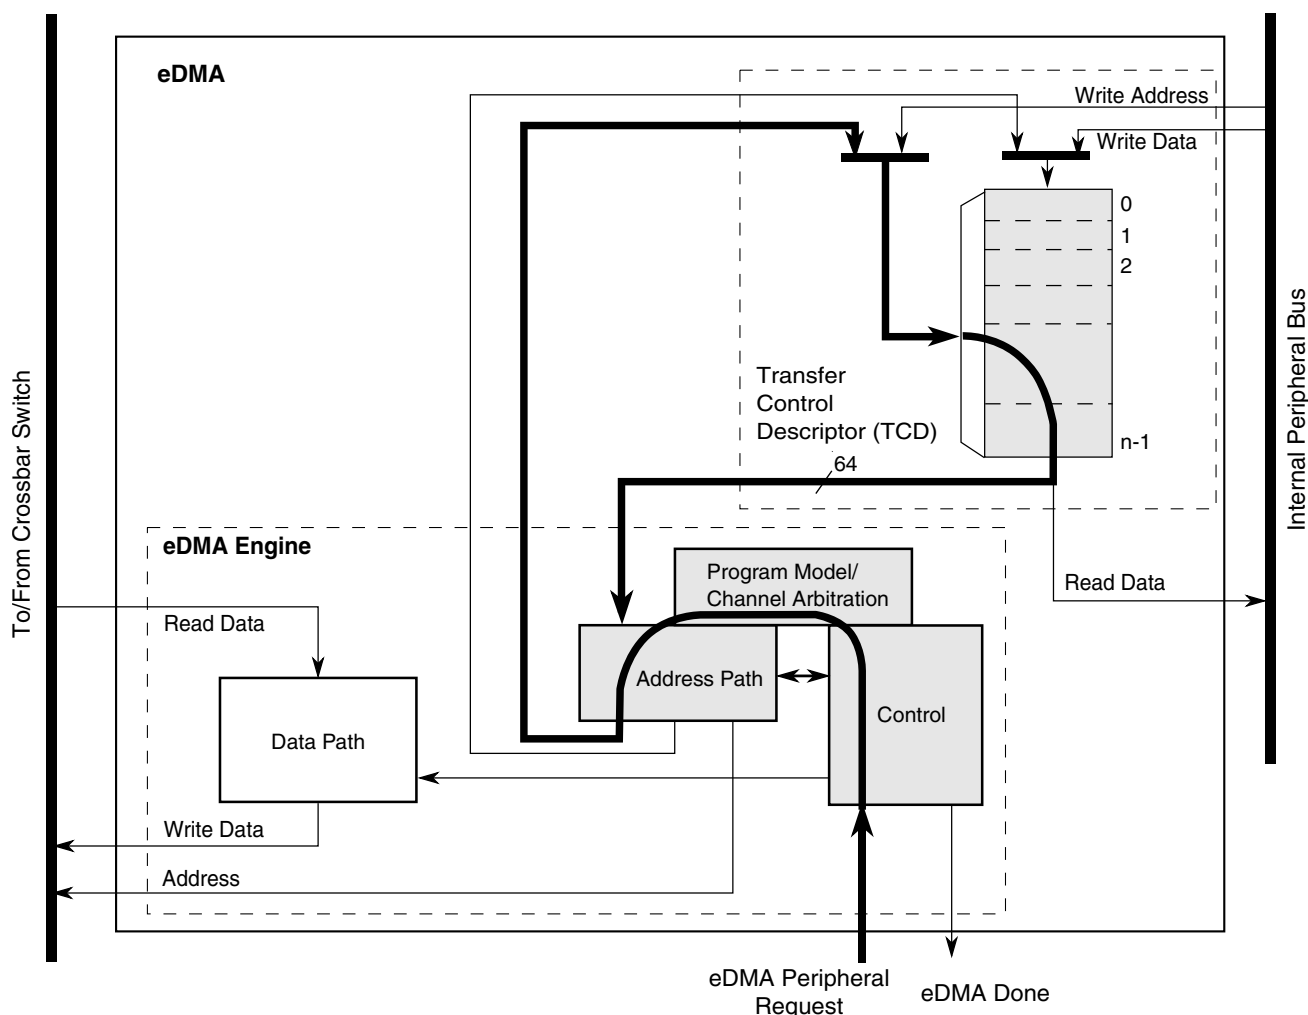 eDMA
Write Address
Write Data
0
1
2
n-1
Transfer
Control
Descriptor (TCD)
64
To/From Crossbar Switch
Internal Peripheral Bus
eDMA Engine
Program Model/
Channel Arbitration
Read Data
Read Data
Address Path
Control
Data Path
Write Data
Address
eDMA Peripheral
Request
eDMA Done